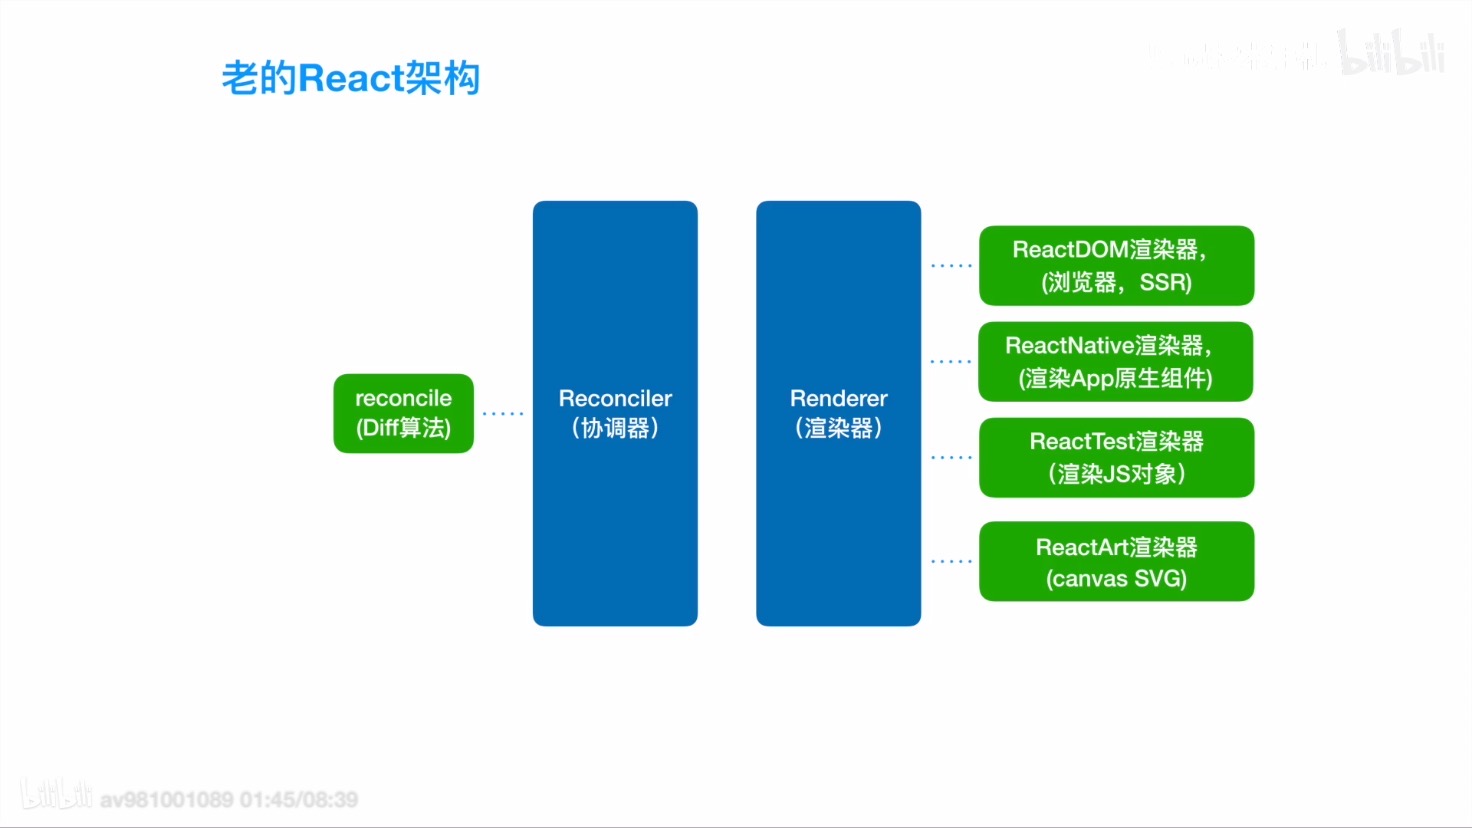 老的React架构
bilibili
reconcile
(Diff算法)
Reconciler
（协调器）
Renderer
（渲染器）
ReactDOM渲染器，
(浏览器，SSR)
ReactNative渲染器，
(渲染App原生组件)
ReactTest渲染器
（渲染JS对象）
ReactArt渲染器
(canvas SVG)
bilibili av981001089 01:45/08:39